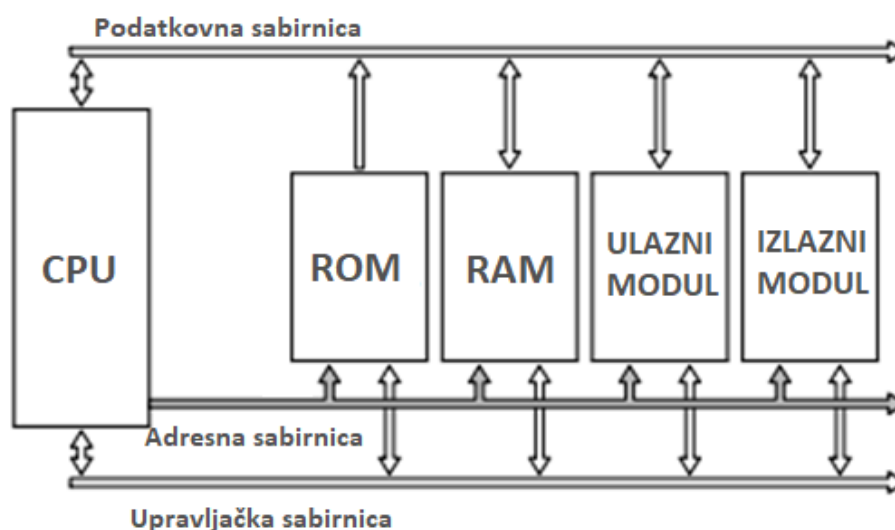 Podatkovna sabirnica
CPU
ROM
RAM
ULAZNI
MODUL
IZLAZNI
MODUL
Adresna sabirnica
Upravljačka sabirnica